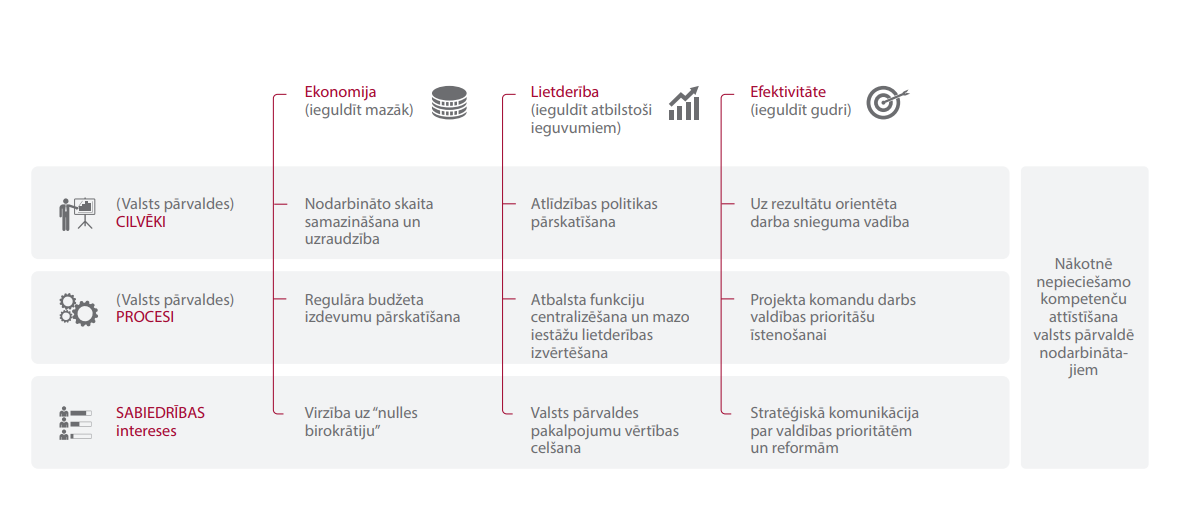 Ekonomija
(ieguldīt mazāk)
Lietderība
(ieguldīt atbilstoši
ieguvumiem)
Efektivitāte
(ieguldīt gudri)
(Valsts pārvaldes)
CILVĒKI
Nodarbināto skaita
samazināšana un
uzraudzība
Atlīdzības politikas
pārskatīšana
Uz rezultātu orientēta
darba snieguma vadība
(Valsts pārvaldes)
PROCESI
Regulāra budžeta
izdevumu pārskatīšana
Atbalsta funkciju
centralizēšana un mazo
iestāžu lietderības
izvērtēšana
Projekta komandu darbs
valdības prioritāšu
īstenošanai
SABIEDRĪBAS
intereses
Virzība uz “nulles
birokrātiju”
Valsts pārvaldes
pakalpojumu vērtības
celšana
Stratēģiskā komunikācija
par valdības prioritātēm
un reformām
Nākotnē
nepieciešamo
kompetenču
attīstīšana
valsts pārvaldē
nodarbināta-
jiem